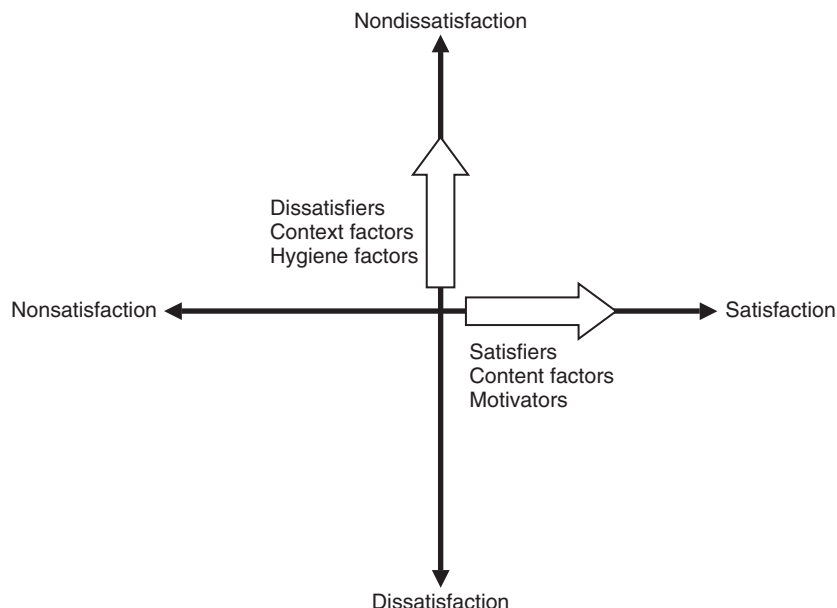 Nondissatisfaction
Dissatisfiers
Context factors
Hygiene factors
Nonsatisfaction
Satisfaction
Satisfiers
Content factors
Motivators
Dissatisfaction